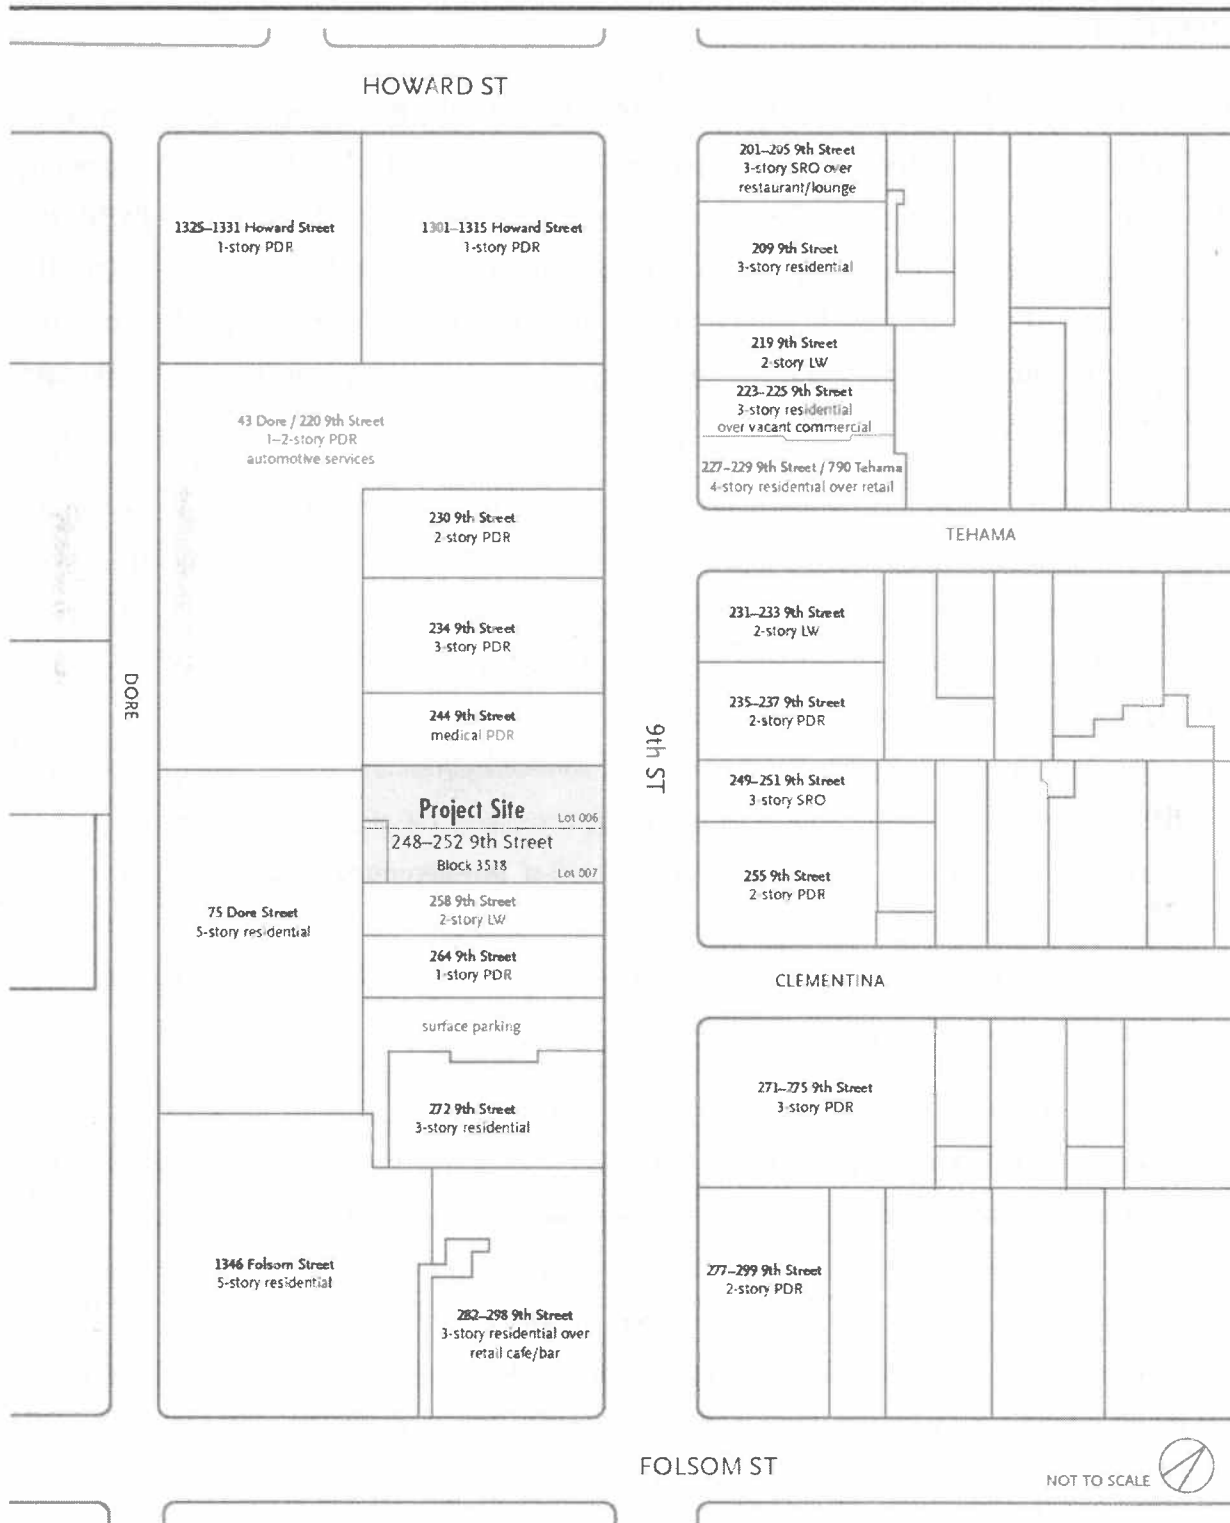 HOWARD ST
1325–1331 Howard Street
1-story PDR
1301–1315 Howard Street
1-story PDR
43 Dore / 220 9th Street
1–2-story PDR
automotive services
230 9th Street
2-story PDR
234 9th Street
3-story PDR
244 9th Street
medical PDR
Project Site
Lot 006
248–252 9th Street
Block 3518
Lot 007
258 9th Street
2-story LW
264 9th Street
1-story PDR
surface parking
272 9th Street
3-story residential
75 Dore Street
5-story residential
1346 Folsom Street
5-story residential
282–298 9th Street
3-story residential over
retail cafe/bar
DORE
9th ST
201–205 9th Street
3-story SRO over
restaurant/lounge
209 9th Street
3-story residential
219 9th Street
2-story LW
223–225 9th Street
3-story residential
over vacant commercial
227–229 9th Street / 790 Tehama
4-story residential over retail
TEHAMA
231–233 9th Street
2-story LW
235–237 9th Street
2-story PDR
249–251 9th Street
3-story SRO
255 9th Street
2-story PDR
CLEMENTINA
271–275 9th Street
3-story PDR
277–299 9th Street
2-story PDR
FOLSOM ST
NOT TO SCALE